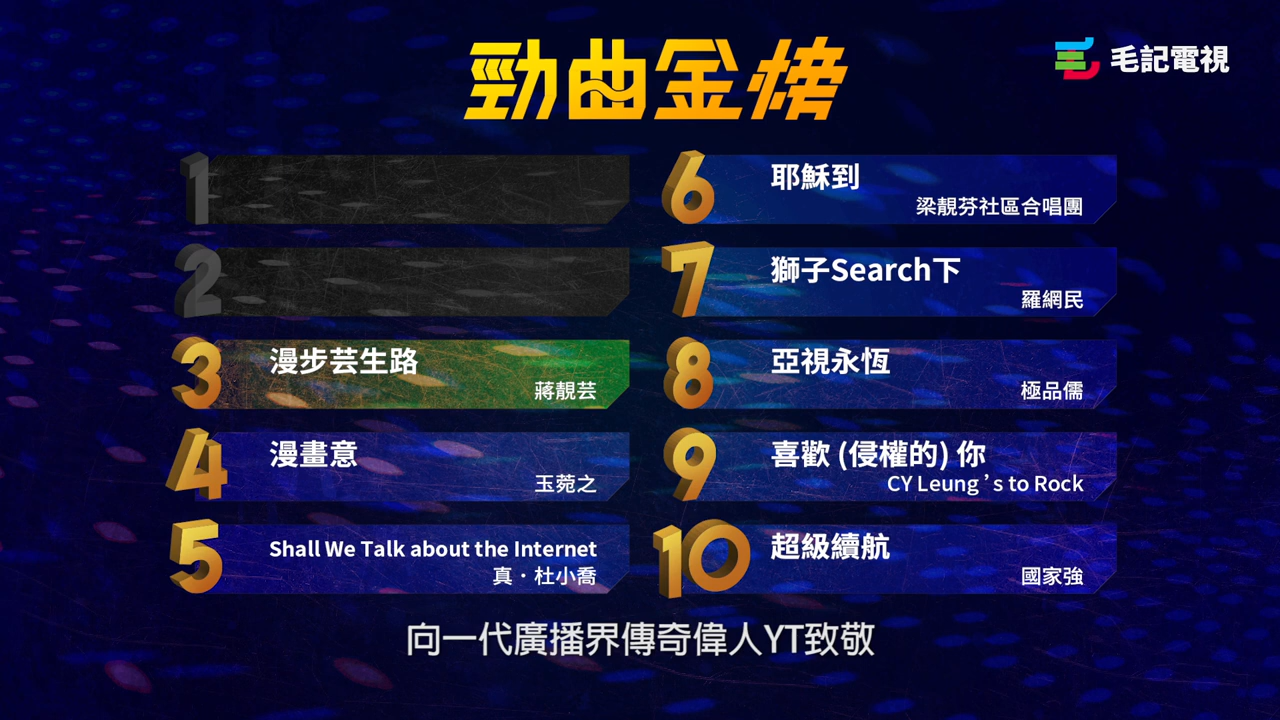 勁曲金榜
毛記電視
1
2
3
漫步芸生路
蔣靚芸
4
漫畫意
玉菀之
5
Shall We Talk about the Internet
真．杜小喬
6
耶穌到
梁靚芬社區合唱團
7
獅子Search下
羅網民
8
亞視永恆
極品儒
9
喜歡 (侵權的) 你
CY Leung ’s to Rock
10
超級續航
國家強
向一代廣播界傳奇偉人YT致敬